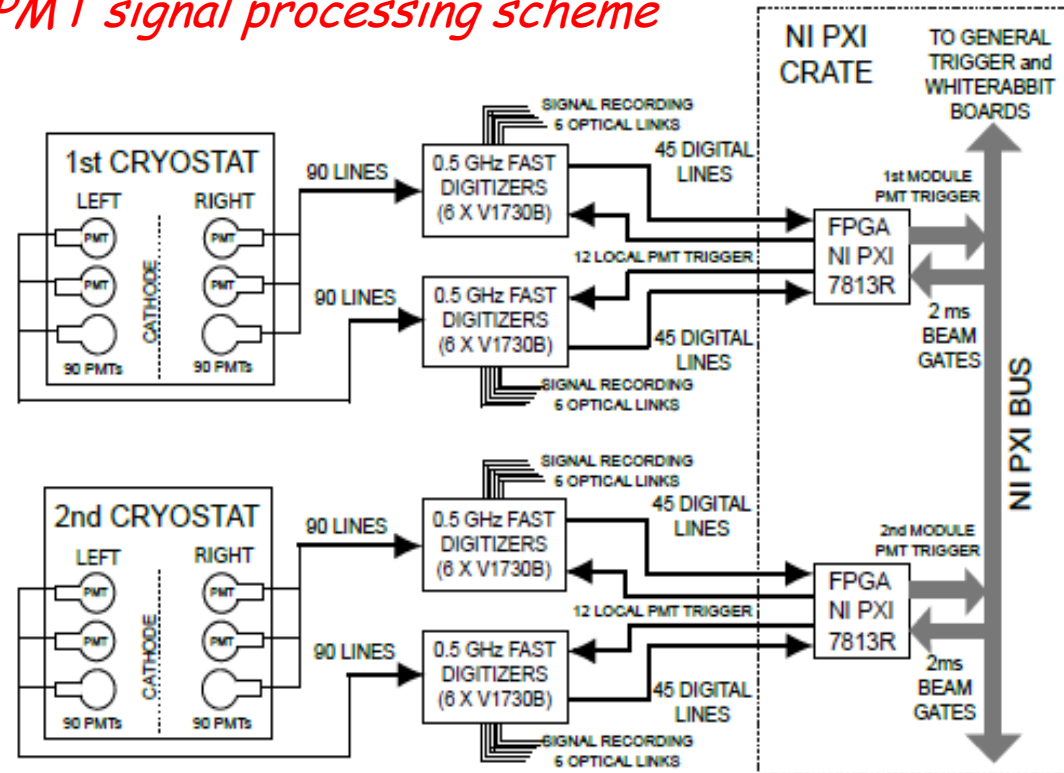 PMT signal processing scheme
NI PXI
CRATE
TO GENERAL
TRIGGER and
WHITERABBIT
BOARDS
1st CRYOSTAT
LEFT
RIGHT
PMT
PMT
PMT
PMT
CATHODE
90 PMTs
90 PMTs
90 LINES
90 LINES
SIGNAL RECORDING
6 OPTICAL LINKS
0.5 GHz FAST
DIGITIZERS
(6 X V1730B)
45 DIGITAL
LINES
12 LOCAL PMT TRIGGER
0.5 GHz FAST
DIGITIZERS
(6 X V1730B)
45 DIGITAL
LINES
SIGNAL RECORDING
6 OPTICAL LINKS
1st MODULE
PMT TRIGGER
FPGA
NI PXI
7813R
2 ms
BEAM
GATES
NI PXI BUS
2nd CRYOSTAT
LEFT
RIGHT
PMT
PMT
PMT
PMT
CATHODE
90 PMTs
90 PMTs
90 LINES
90 LINES
SIGNAL RECORDING
6 OPTICAL LINKS
0.5 GHz FAST
DIGITIZERS
(6 X V1730B)
45 DIGITAL
LINES
12 LOCAL PMT TRIGGER
0.5 GHz FAST
DIGITIZERS
(6 X V1730B)
45 DIGITAL
LINES
SIGNAL RECORDING
6 OPTICAL LINKS
2nd MODULE
PMT TRIGGER
FPGA
NI PXI
7813R
2ms
BEAM
GATES